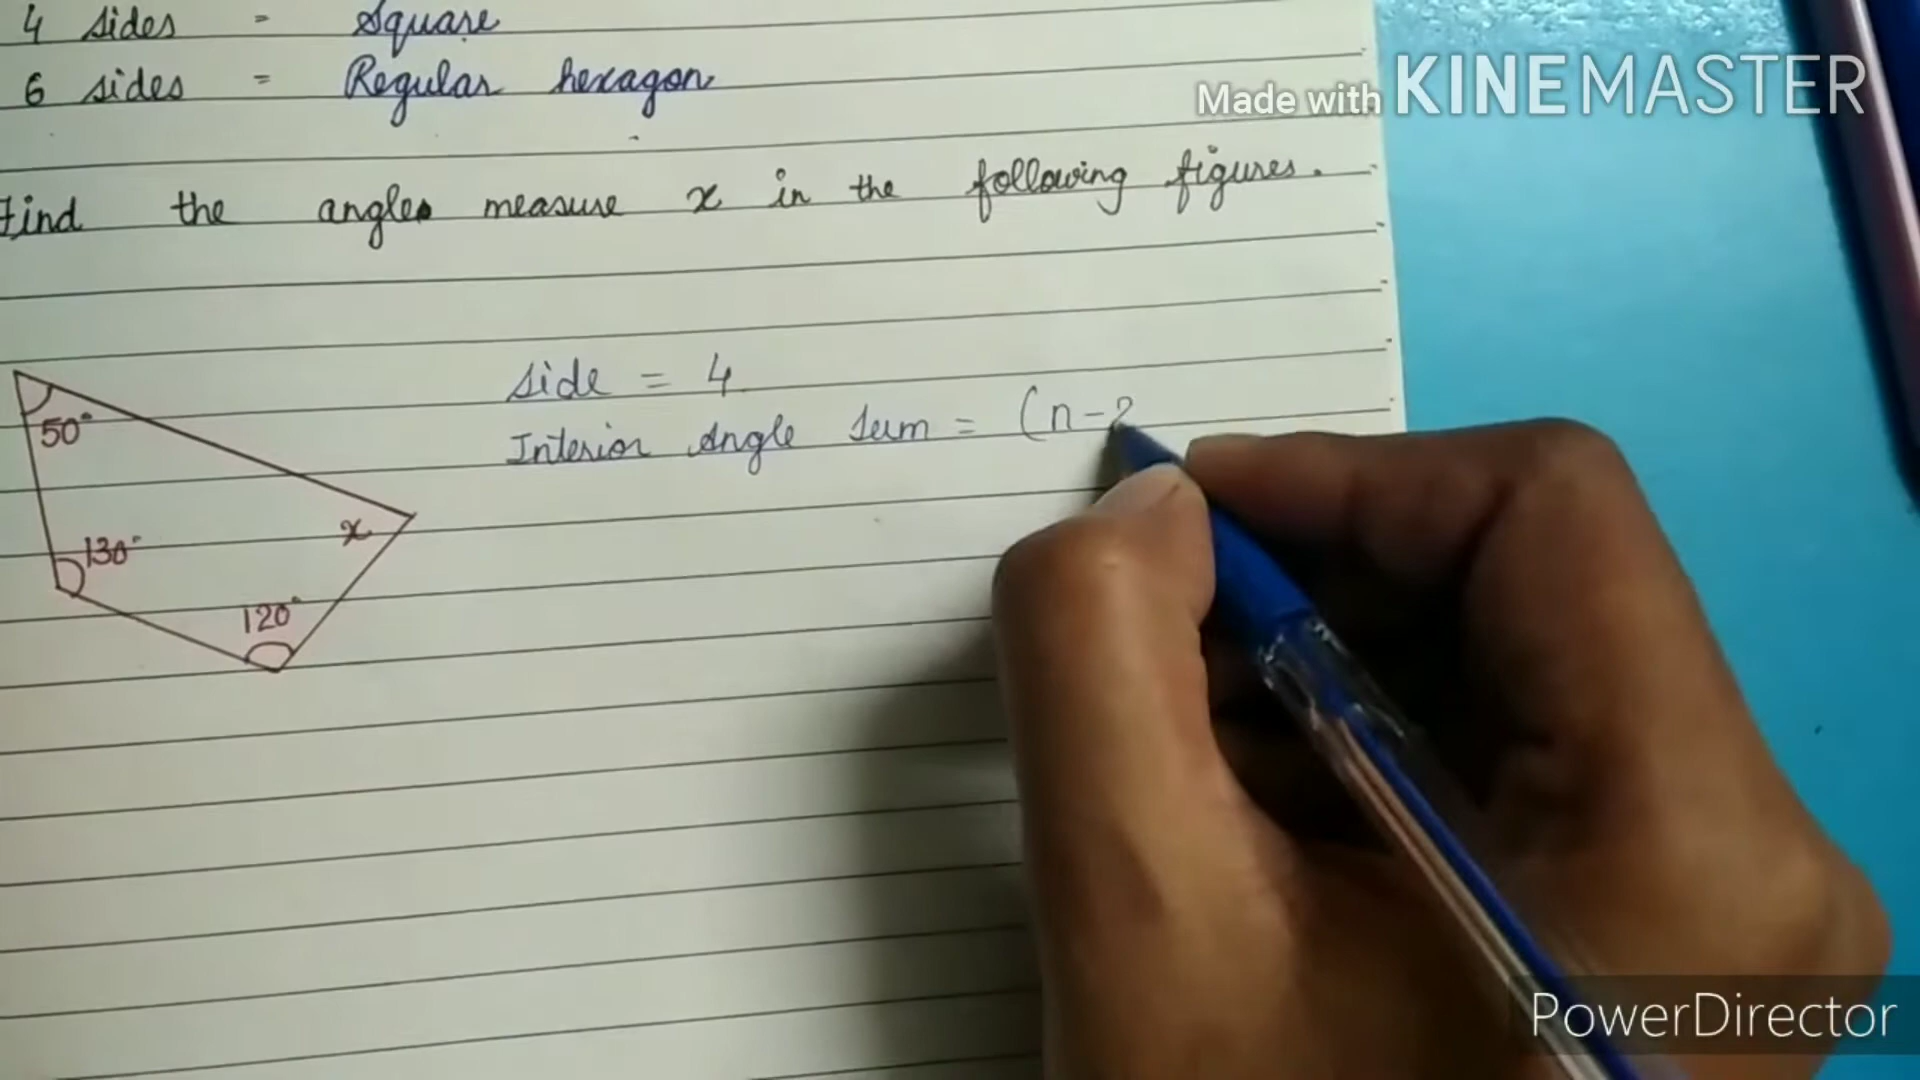 4 sides = Square
6 sides = Regular hexagon
Made with KINEMASTER
Find the angles measure x in the following figures.
Side = 4
Interior Angle Sum = (n-2
50°
x
130°
120°
PowerDirector